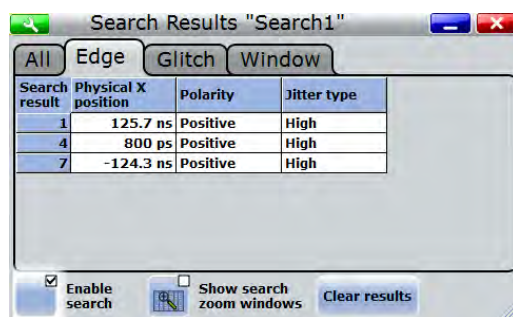 Search Results "Search1"
All Edge Glitch Window
Search result Physical X position Polarity Jitter type
1 125.7 ns Positive High
4 800 ps Positive High
7 -124.3 ns Positive High
Enable search Show search zoom windows Clear results